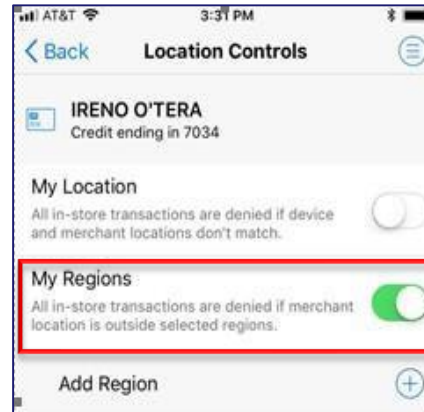 AT&T 3:31 PM
Back Location Controls
IRENO O'TERA
Credit ending in 7034
My Location
All in-store transactions are denied if device
and merchant locations don't match.
My Regions
All in-store transactions are denied if merchant
location is outside selected regions.
Add Region